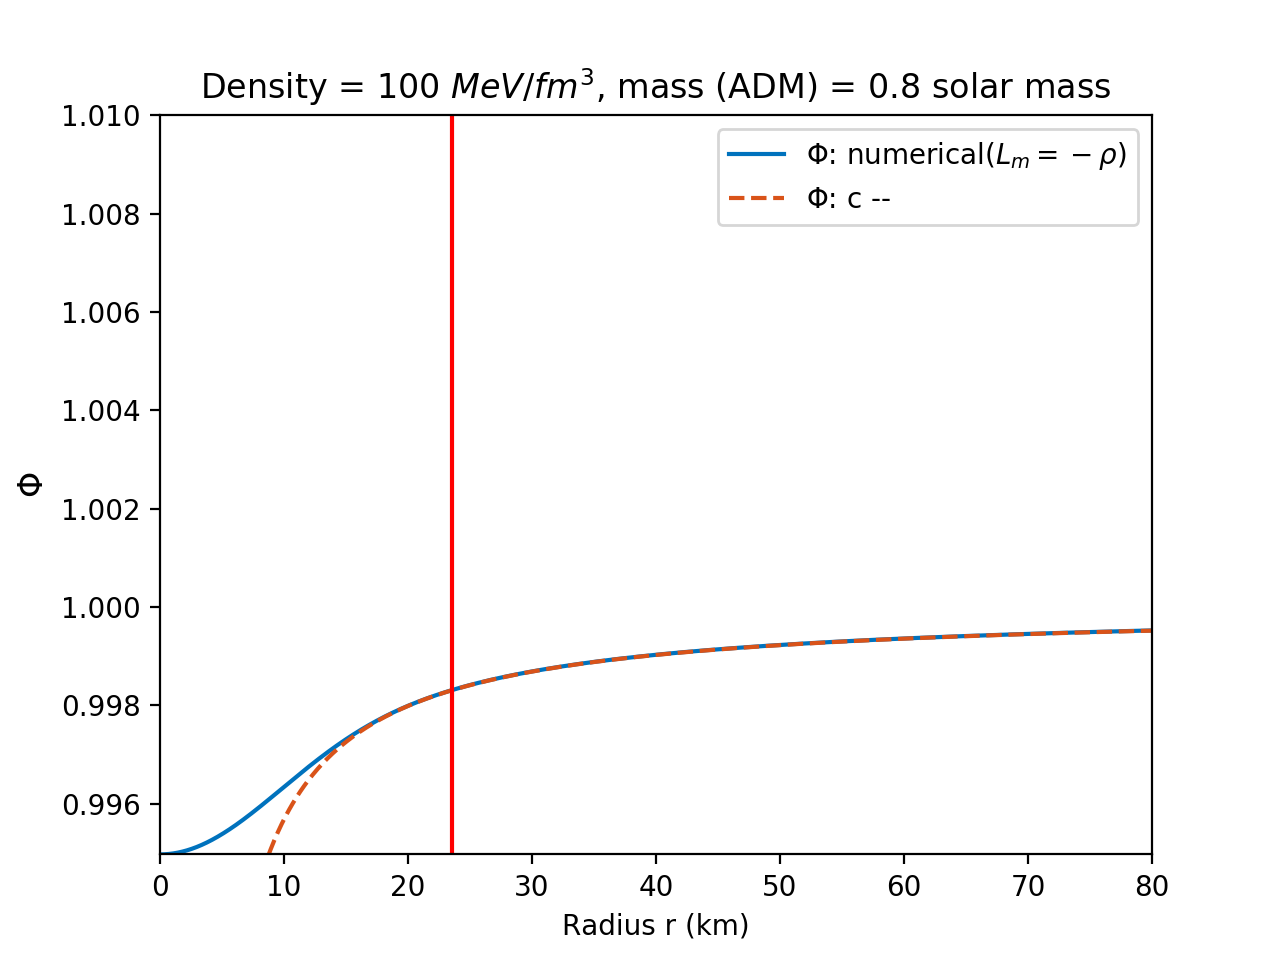 Density = 100 MeV/fm³, mass (ADM) = 0.8 solar mass
1.010
1.008
1.006
1.004
1.002
1.000
0.998
0.996
Φ
Φ: numerical(Lₘ = − ρ)
Φ: c --
0 10 20 30 40 50 60 70 80
Radius r (km)